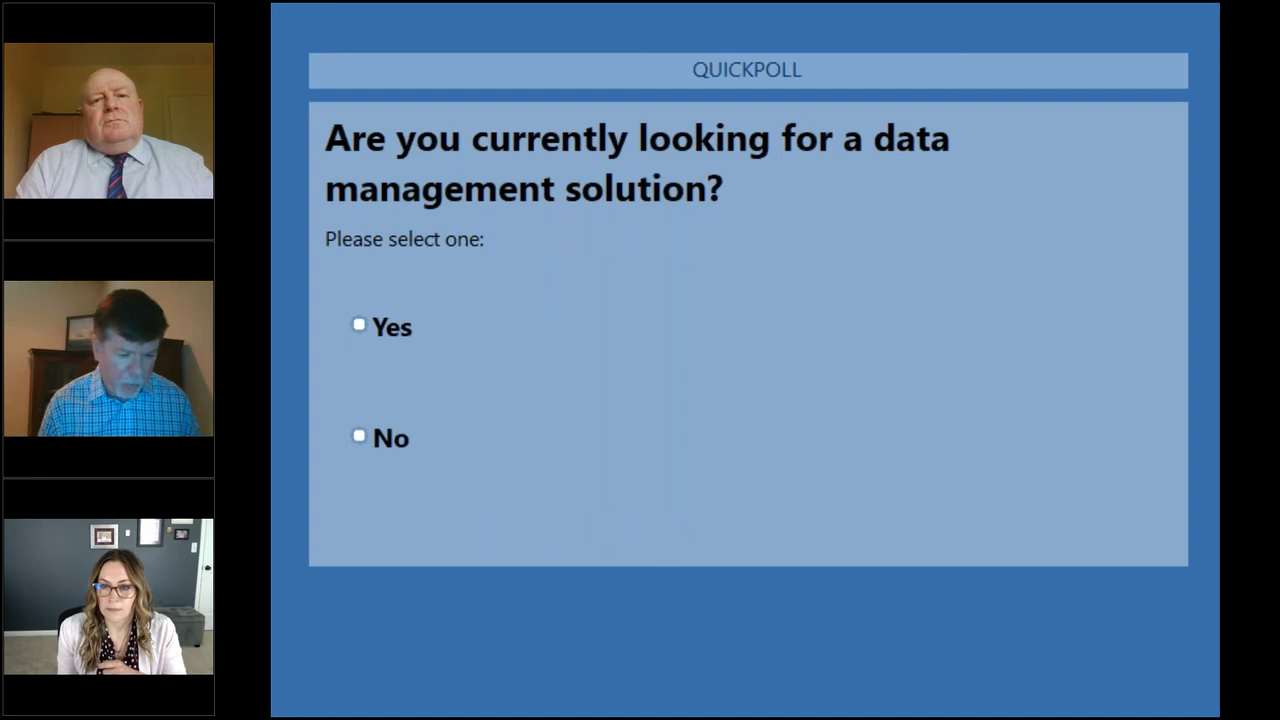 QUICKPOLL
Are you currently looking for a data
management solution?
Please select one:
Yes
No